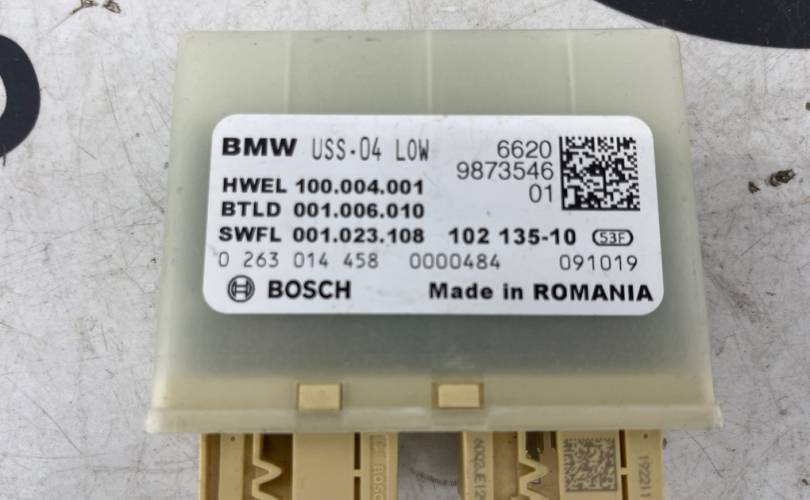 BMW USS-04 LOW 6620
9873546
HWEL 100.004.001 01
BTLD 001.006.010
SWFL 001.023.108 102 135-10 53F
0 263 014 458 0000484 091019
BOSCH Made in ROMANIA